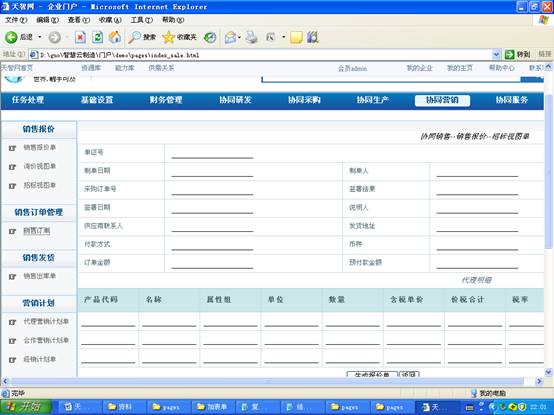 天智网 - 企业门户 - Microsoft Internet Explorer
文件(F) 编辑(E) 查看(V) 收藏(A) 工具(T) 帮助(H)
后退 搜索 收藏夹
地址(D) D:\guo\智慧云制造\门户\demo\pages\index_sale.html 转到 链接
天智网首页 资源库 能力库 供需关系 会员admin 我的企业 我的主页 帮助中心
世界,触手可及
任务处理 基础设置 财务管理 协同研发 协同采购 协同生产 协同营销 协同服务
销售报价
销售报价单
询价视图单
招标视图单
销售订单管理
销售订制
销售发货
销售出库单
营销计划
代理营销计划单
合作营销计划单
经销计划单
协同销售--销售报价--招标视图单
单证号
制单日期 制单人
采购订单号 签署结果
签署日期 说明人
供应商联系人 发货地址
付款方式 币种
订单金额 预付款金额
代理明细
产品代码 名称 属性组 单位 数量 含税单价 价税合计 税率
生成报价单 返回
完毕 我的电脑
开始 天... 资料 pages 加表单 复... 结... pages pages 天... 22:01